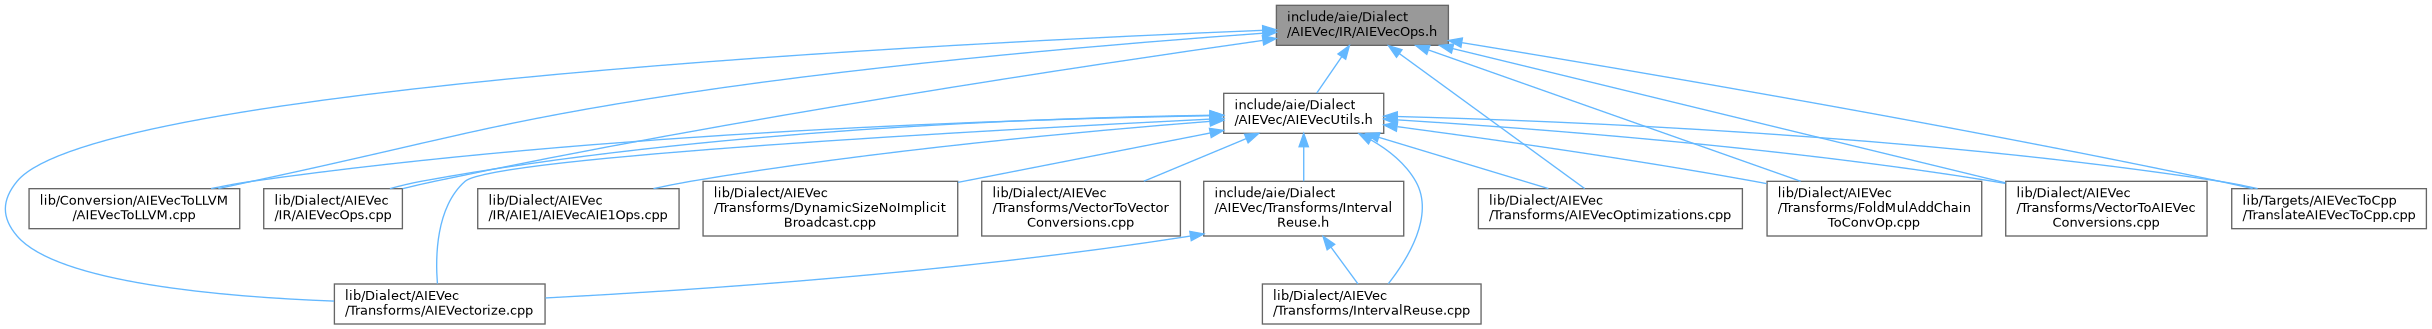 include/aie/Dialect
/AIEVec/IR/AIEVecOps.h
include/aie/Dialect
/AIEVec/AIEVecUtils.h
lib/Conversion/AIEVecToLLVM
/AIEVecToLLVM.cpp
lib/Dialect/AIEVec
/IR/AIEVecOps.cpp
lib/Dialect/AIEVec
/IR/AIE1/AIEVecAIE1Ops.cpp
lib/Dialect/AIEVec
/Transforms/DynamicSizeNoImplicit
Broadcast.cpp
lib/Dialect/AIEVec
/Transforms/VectorToVector
Conversions.cpp
include/aie/Dialect
/AIEVec/Transforms/Interval
Reuse.h
lib/Dialect/AIEVec
/Transforms/AIEVecOptimizations.cpp
lib/Dialect/AIEVec
/Transforms/FoldMulAddChain
ToConvOp.cpp
lib/Dialect/AIEVec
/Transforms/VectorToAIEVec
Conversions.cpp
lib/Targets/AIEVecToCpp
/TranslateAIEVecToCpp.cpp
lib/Dialect/AIEVec
/Transforms/AIEVectorize.cpp
lib/Dialect/AIEVec
/Transforms/IntervalReuse.cpp